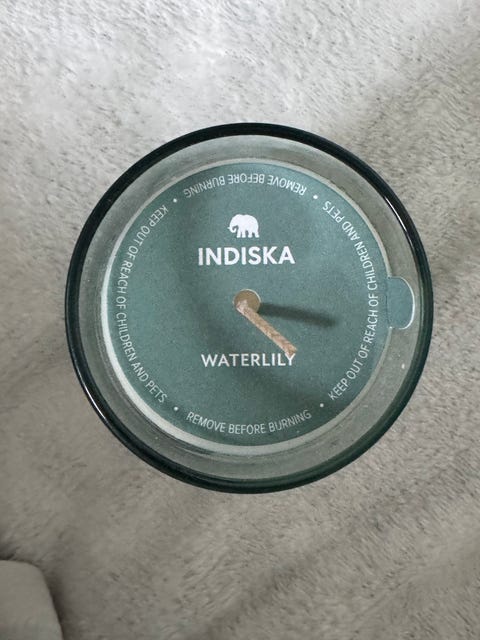 INDISKA
WATERLILY
REMOVE BEFORE BURNING • KEEP OUT OF REACH OF CHILDREN AND PETS • REMOVE BEFORE BURNING • KEEP OUT OF REACH OF CHILDREN AND PETS •